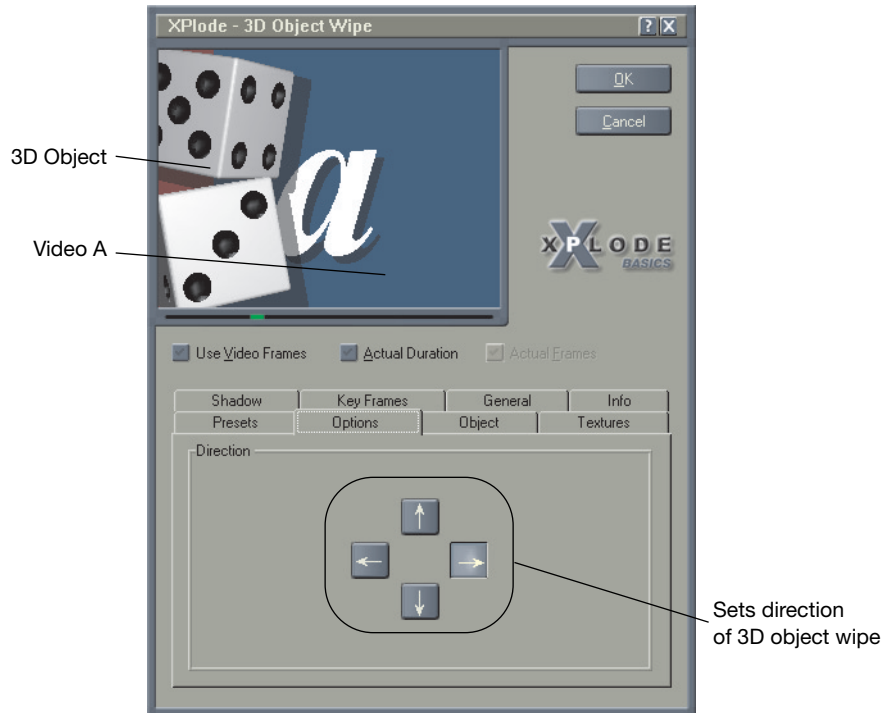 XPlode - 3D Object Wipe
? X
OK
Cancel
3D Object
a
Video A
XPLODE
BASICS
Use Video Frames
Actual Duration
Actual Frames
Shadow
Key Frames
General
Info
Presets
Options
Object
Textures
Direction
Sets direction
of 3D object wipe